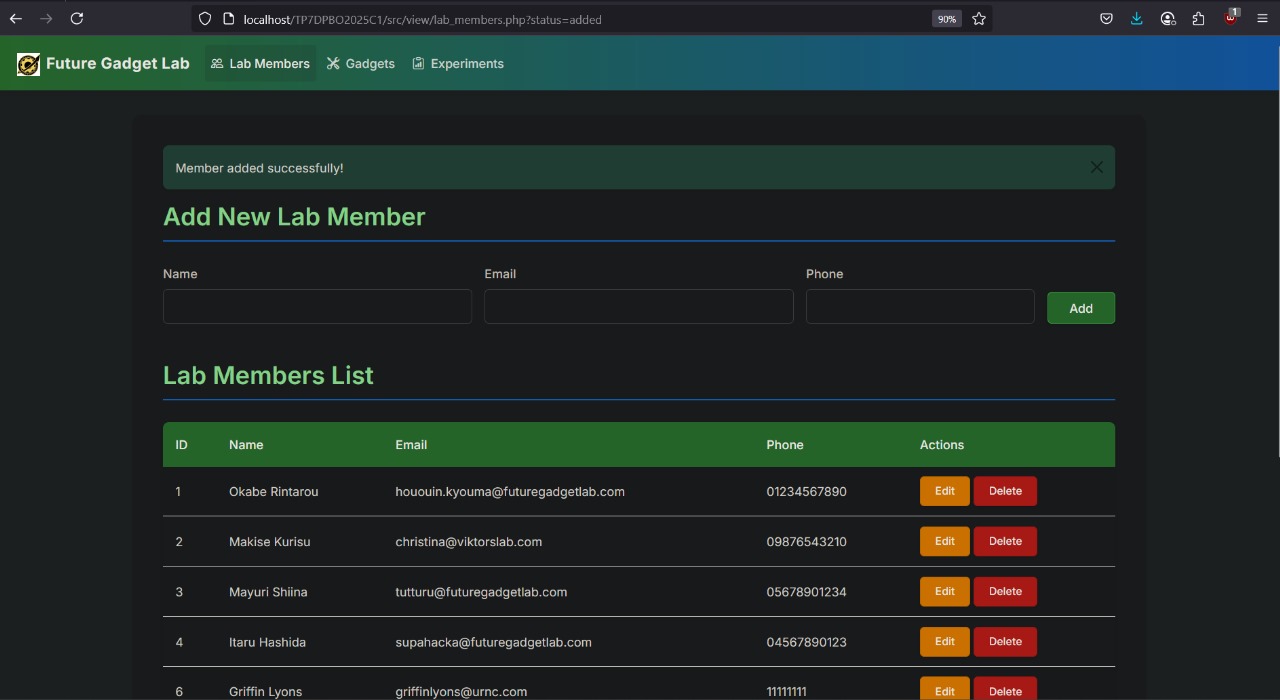 localhost/TP7DPBO2025C1/src/view/lab_members.php?status=added 90% 1
Future Gadget Lab Lab Members Gadgets Experiments
Member added successfully!
Add New Lab Member
Name Email Phone
Add
Lab Members List
ID Name Email Phone Actions
1 Okabe Rintarou hououin.kyouma@futuregadgetlab.com 01234567890 Edit Delete
2 Makise Kurisu christina@viktorslab.com 09876543210 Edit Delete
3 Mayuri Shiina tutturu@futuregadgetlab.com 05678901234 Edit Delete
4 Itaru Hashida supahacka@futuregadgetlab.com 04567890123 Edit Delete
6 Griffin Lyons griffinlyons@urnc.com 11111111 Edit Delete